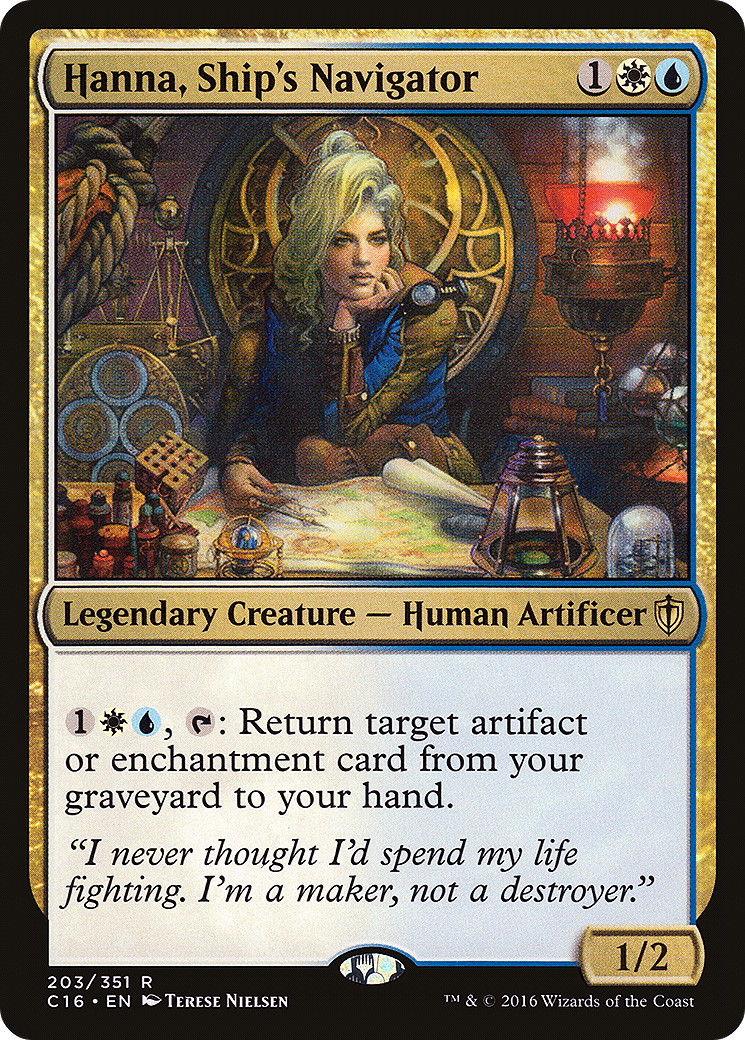 Hanna, Ship's Navigator 1
Legendary Creature — Human Artificer
1 , : Return target artifact
or enchantment card from your
graveyard to your hand.
“I never thought I'd spend my life
fighting. I'm a maker, not a destroyer.”
1/2
203/351 R
C16 • EN Terese Nielsen
™ & © 2016 Wizards of the Coast